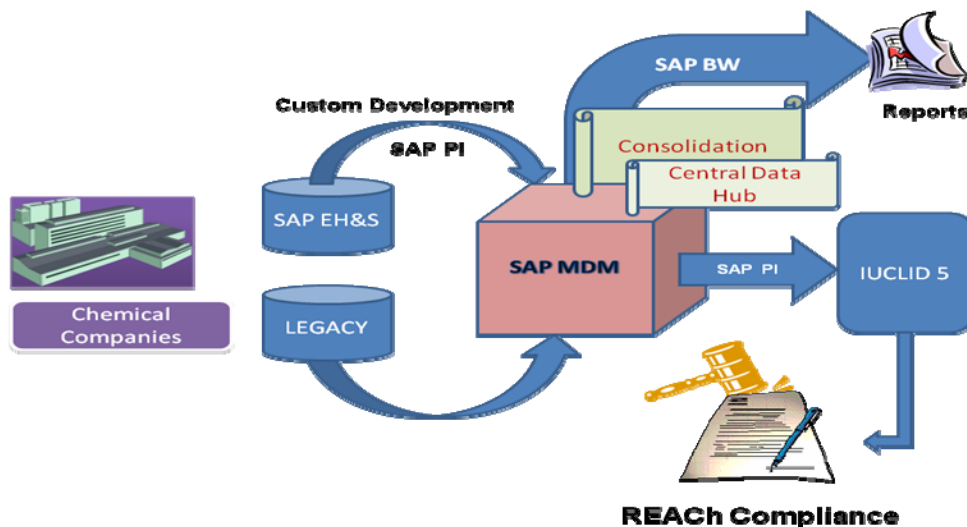 SAP BW
Reports
Custom Development
SAP PI
Consolidation
Central Data
Hub
SAP EH&S
SAP MDM
SAP PI
IUCLID 5
Chemical
Companies
LEGACY
REACh Compliance